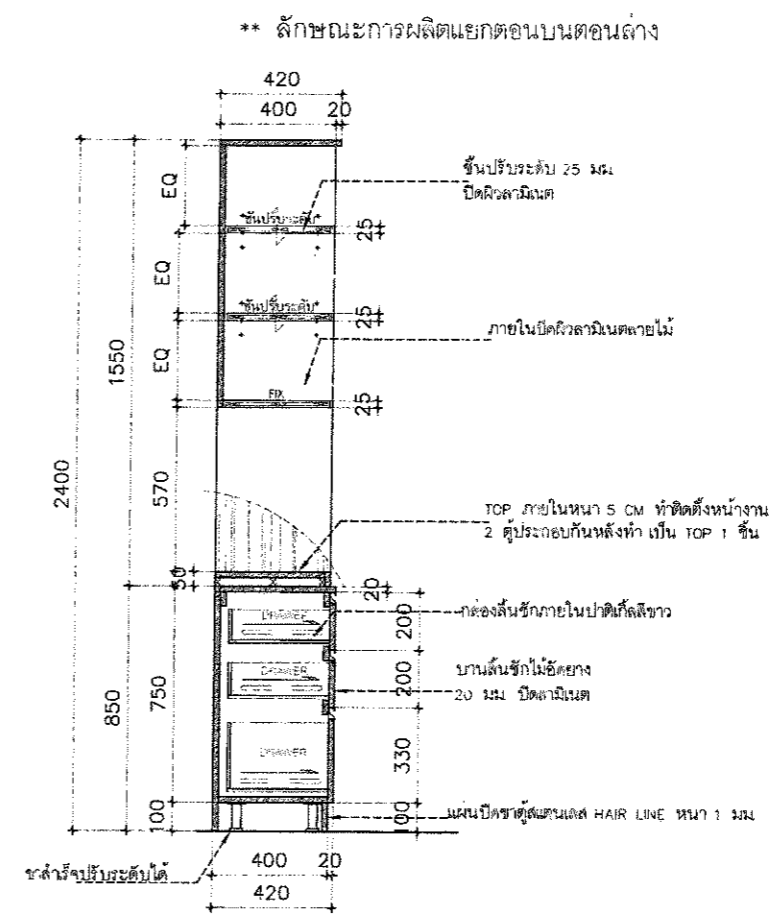 ** ลักษณะการผลิตแยกตอนบนตอนล่าง
420
400 20
EQ
ชั้นปรับระดับ 25 มม
ปิดผิวลามิเนต
*ชั้นปรับระดับ*
25
EQ
*ชั้นปรับระดับ*
25
ภายในปิดผิวลามิเนตลายไม้
1550
EQ
FIX
25
2400
570
TOP ภายในหนา 5 CM ทำติดตั้งหน้างาน
2 ตู้ประกอบกันหลังทำ เป็น TOP 1 ชิ้น
50
20
DRAWER
กล่องลิ้นชักภายในปาติเกิ้ลสีขาว
200
DRAWER
บานลิ้นชักไม้อัดยาง
20 มม ปิดลามิเนต
200
850
750
DRAWER
330
100
100
แผ่นปิดขาตู้สแตนเลส HAIR LINE หนา 1 มม
ขาสำเร็จปรับระดับได้
400 20
420